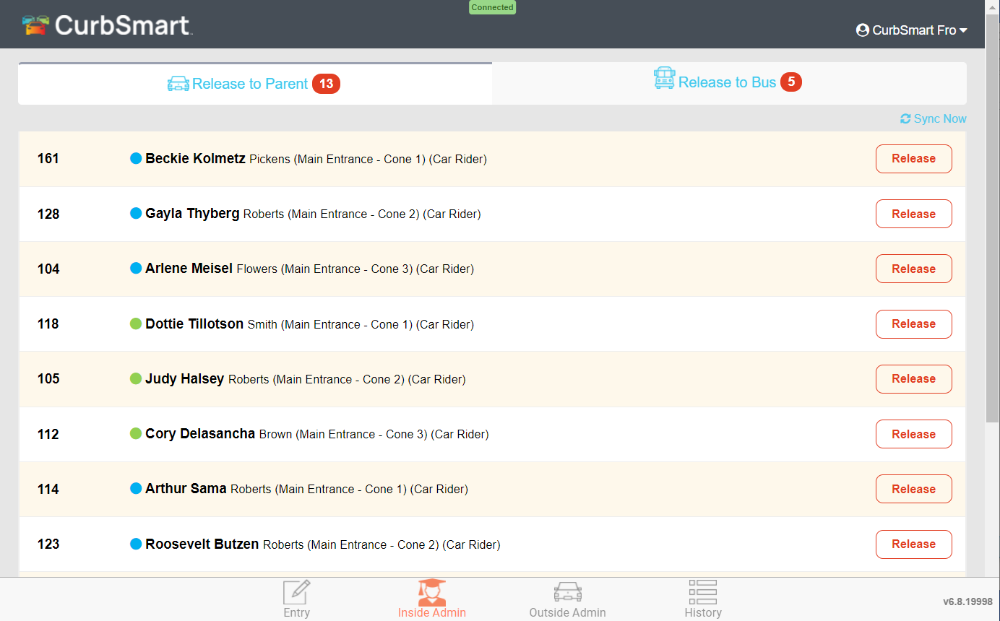 Connected
CurbSmart.
CurbSmart Fro
Release to Parent 13
Release to Bus 5
Sync Now
161 Beckie Kolmetz Pickens (Main Entrance - Cone 1) (Car Rider) Release
128 Gayla Thyberg Roberts (Main Entrance - Cone 2) (Car Rider) Release
104 Arlene Meisel Flowers (Main Entrance - Cone 3) (Car Rider) Release
118 Dottie Tillotson Smith (Main Entrance - Cone 1) (Car Rider) Release
105 Judy Halsey Roberts (Main Entrance - Cone 2) (Car Rider) Release
112 Cory Delasancha Brown (Main Entrance - Cone 3) (Car Rider) Release
114 Arthur Sama Roberts (Main Entrance - Cone 1) (Car Rider) Release
123 Roosevelt Butzen Roberts (Main Entrance - Cone 2) (Car Rider) Release
Entry
Inside Admin
Outside Admin
History
v6.8.19998